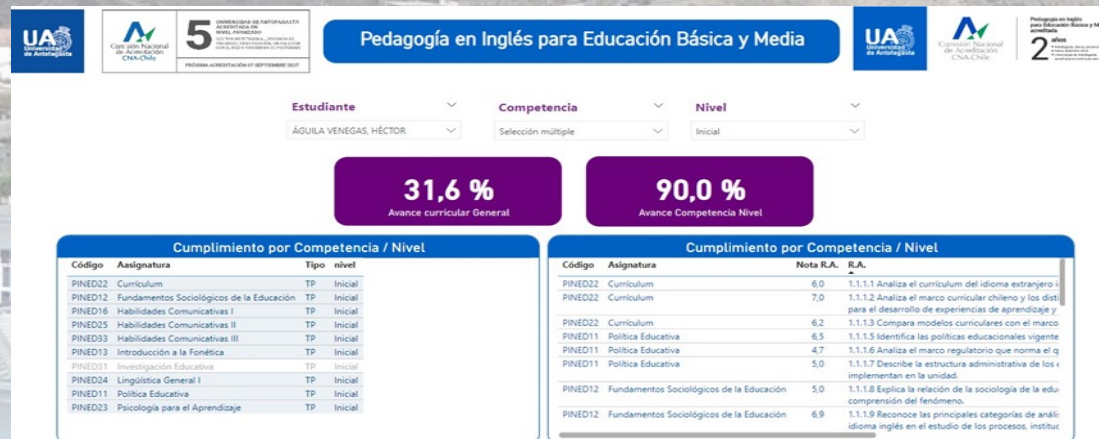 UA
Universidad
de Antofagasta
Comisión Nacional
de Acreditación
CNA-Chile
5
UNIVERSIDAD DE ANTOFAGASTA
ACREDITADA EN
NIVEL AVANZADO
PRÓXIMA ACREDITACIÓN 07 SEPTIEMBRE 2027
Pedagogía en Inglés para Educación Básica y Media
UA
Universidad
de Antofagasta
Comisión Nacional
de Acreditación
CNA-Chile
Pedagogía en Inglés
para Educación Básica y M
acreditada
2 años
Estudiante
Competencia
Nivel
ÁGUILA VENEGAS, HÉCTOR
Selección múltiple
Inicial
31,6 %
90,0 %
Avance curricular General
Avance Competencia Nivel
Cumplimiento por Competencia / Nivel
Código Aasignatura Tipo nivel
PINED22 Currículum TP Inicial
PINED12 Fundamentos Sociológicos de la Educación TP Inicial
PINED16 Habilidades Comunicativas I TP Inicial
PINED25 Habilidades Comunicativas II TP Inicial
PINED33 Habilidades Comunicativas III TP Inicial
PINED13 Introducción a la Fonética TP Inicial
PINED31 Investigación Educativa TP Inicial
PINED24 Lingüística General I TP Inicial
PINED11 Política Educativa TP Inicial
PINED23 Psicología para el Aprendizaje TP Inicial
Cumplimiento por Competencia / Nivel
Código Asignatura Nota R.A. R.A.
PINED22 Currículum 6,0 1.1.1.1 Analiza el currículum del idioma extranjero i
PINED22 Currículum 7,0 1.1.1.2 Analiza el marco curricular chileno y los disti
para el desarrollo de experiencias de aprendizaje y
PINED22 Currículum 6,2 1.1.1.3 Compara modelos curriculares con el marco
PINED11 Política Educativa 6,5 1.1.1.5 Identifica las políticas educacionales vigente
PINED11 Política Educativa 4,7 1.1.1.6 Analiza el marco regulatorio que norma el q
PINED11 Política Educativa 5,0 1.1.1.7 Describe la estructura administrativa de los
implementan en la unidad.
PINED12 Fundamentos Sociológicos de la Educación 5,0 1.1.1.8 Explica la relación de la sociología de la edu
comprensión del fenómeno.
PINED12 Fundamentos Sociológicos de la Educación 6,9 1.1.1.9 Reconoce las principales categorías de análi
idioma inglés en el estudio de los procesos, instituc